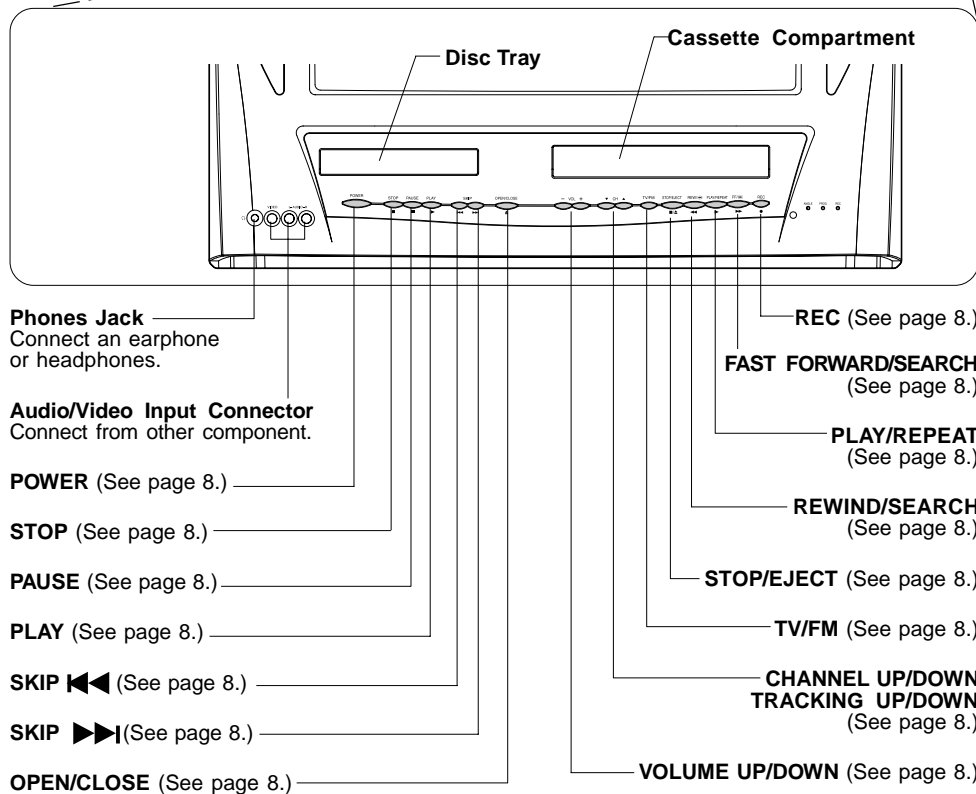 Disc Tray
Cassette Compartment
POWER
STOP PAUSE PLAY
SKIP
OPEN/CLOSE
– VOL +
▼ CH ▲
TV/FM
STOP/EJECT
PLAY/REPEAT
REC
VIDEO
Phones Jack
Connect an earphone
or headphones.
Audio/Video Input Connector
Connect from other component.
POWER (See page 8.)
STOP (See page 8.)
PAUSE (See page 8.)
PLAY (See page 8.)
SKIP (See page 8.)
SKIP (See page 8.)
OPEN/CLOSE (See page 8.)
REC (See page 8.)
FAST FORWARD/SEARCH
(See page 8.)
PLAY/REPEAT
(See page 8.)
REWIND/SEARCH
(See page 8.)
STOP/EJECT (See page 8.)
TV/FM (See page 8.)
CHANNEL UP/DOWN
TRACKING UP/DOWN
(See page 8.)
VOLUME UP/DOWN (See page 8.)